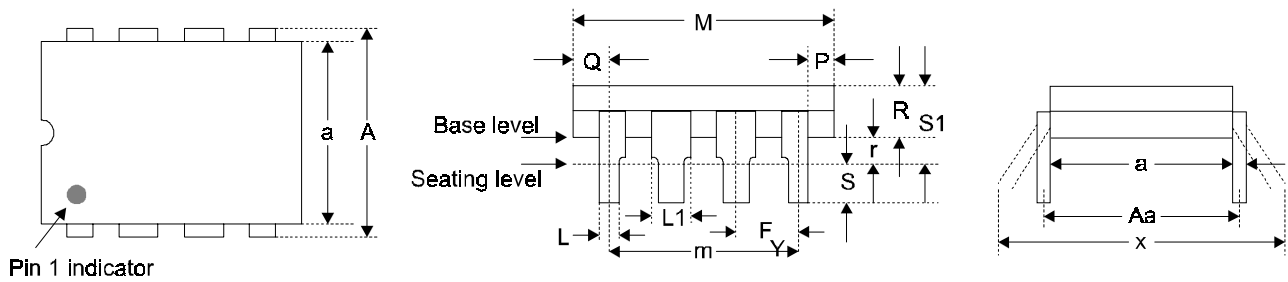 a
A
Pin 1 indicator
M
Q
P
R
S1
Base level
r
Seating level
S
L
L1
F
Y
m
a
Aa
x